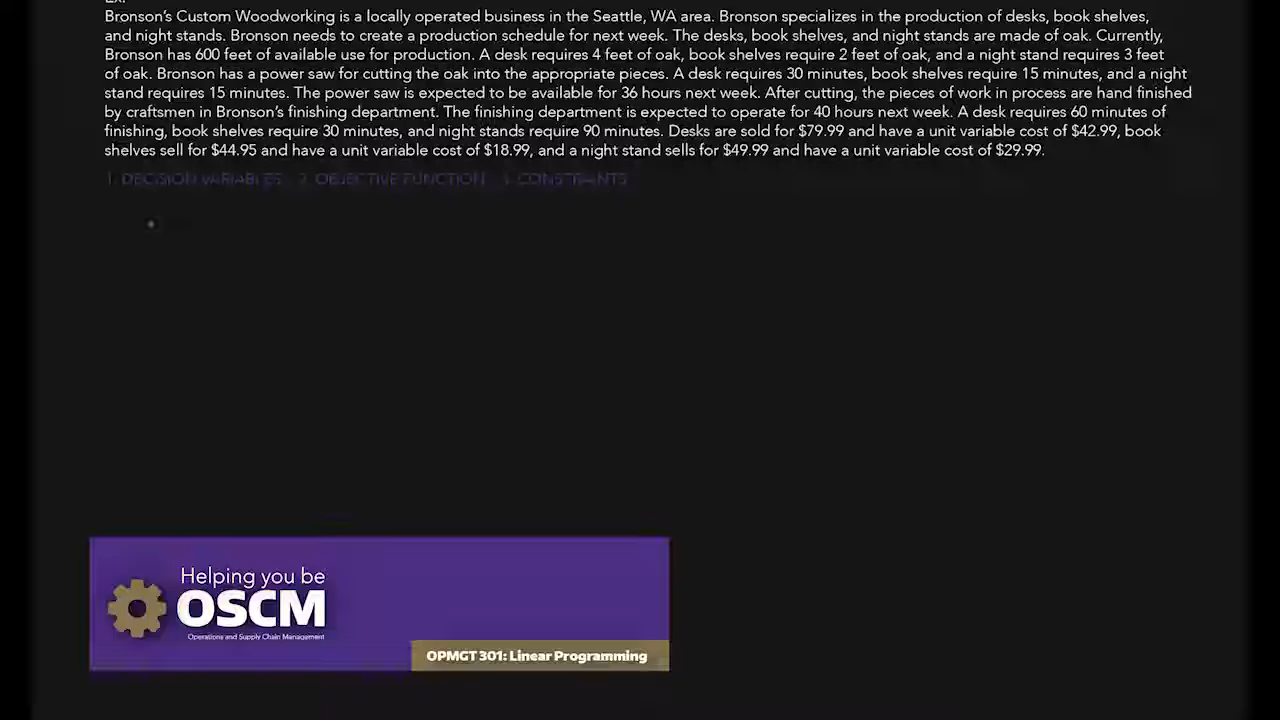 Ex:
Bronson's Custom Woodworking is a locally operated business in the Seattle, WA area. Bronson specializes in the production of desks, book shelves,
and night stands. Bronson needs to create a production schedule for next week. The desks, book shelves, and night stands are made of oak. Currently,
Bronson has 600 feet of available use for production. A desk requires 4 feet of oak, book shelves require 2 feet of oak, and a night stand requires 3 feet
of oak. Bronson has a power saw for cutting the oak into the appropriate pieces. A desk requires 30 minutes, book shelves require 15 minutes, and a night
stand requires 15 minutes. The power saw is expected to be available for 36 hours next week. After cutting, the pieces of work in process are hand finished
by craftsmen in Bronson's finishing department. The finishing department is expected to operate for 40 hours next week. A desk requires 60 minutes of
finishing, book shelves require 30 minutes, and night stands require 90 minutes. Desks are sold for $79.99 and have a unit variable cost of $42.99, book
shelves sell for $44.95 and have a unit variable cost of $18.99, and a night stand sells for $49.99 and have a unit variable cost of $29.99.
1. DECISION VARIABLES 2. OBJECTIVE FUNCTION 3. CONSTRAINTS
Helping you be
OSCM
Operations and Supply Chain Management
OPMGT 301: Linear Programming